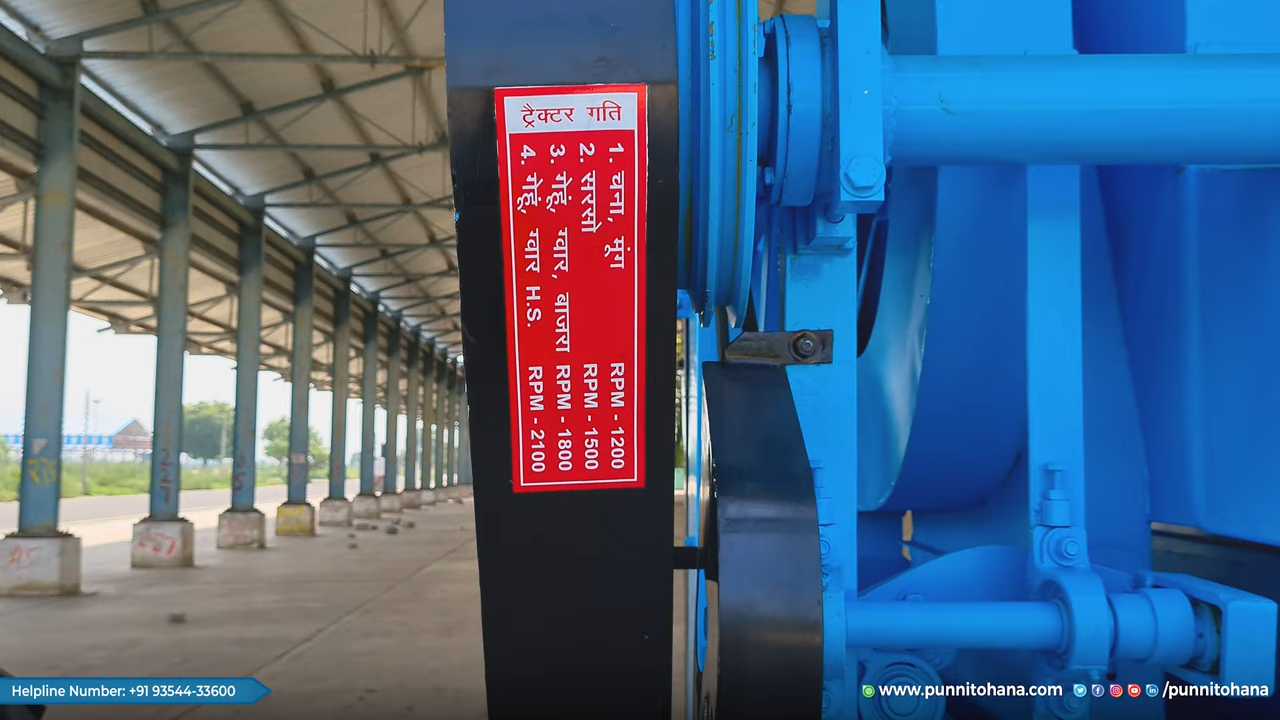 ट्रैक्टर गति
1. चना, मूंग RPM - 1200
2. सरसो RPM - 1500
3. गेहूं, ग्वार, बाजरा RPM - 1800
4. गेहूं, ग्वार H.S. RPM - 2100
Helpline Number: +91 93544-33600
www.punnitohana.com /punnitohana